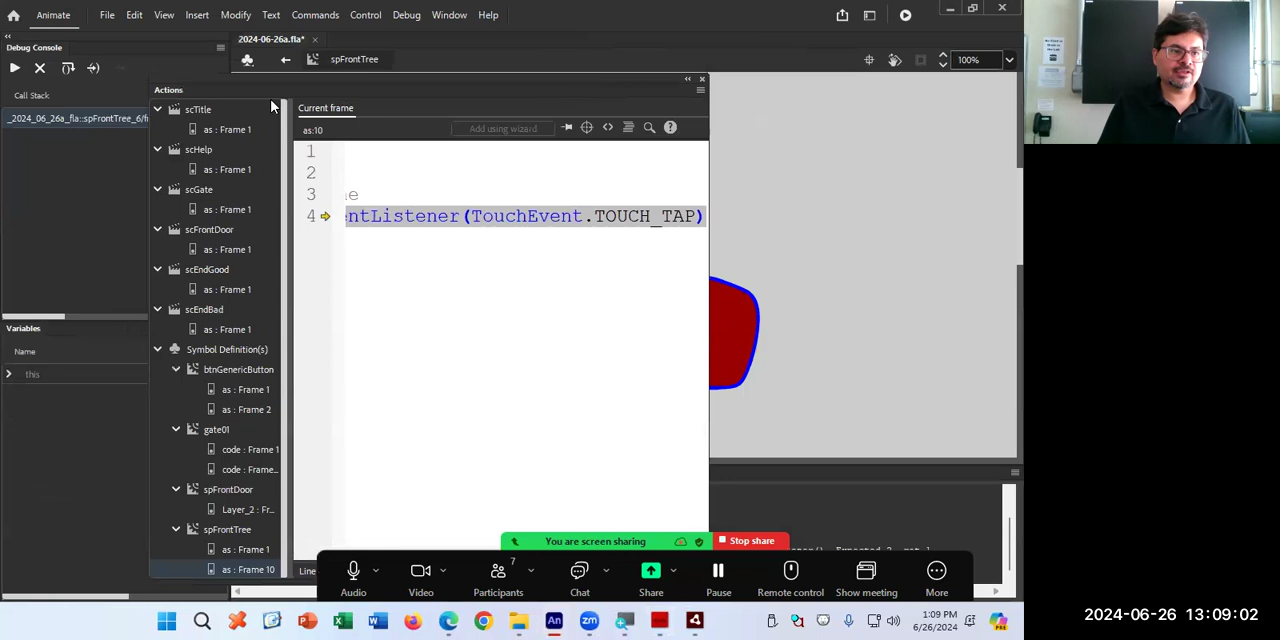 Animate File Edit View Insert Modify Text Commands Control Debug Window Help
Debug Console
2024-06-26a.fla*
spFrontTree
100%
Call Stack
_2024_06_26a_fla::spFrontTree_6/fr
Variables
Name
this
Actions
scTitle
as : Frame 1
scHelp
as : Frame 1
scGate
as : Frame 1
scFrontDoor
as : Frame 1
scEndGood
as : Frame 1
scEndBad
as : Frame 1
Symbol Definition(s)
btnGenericButton
as : Frame 1
as : Frame 2
gate01
code : Frame 1
code : Frame...
spFrontDoor
Layer_2 : Fr...
spFrontTree
as : Frame 1
as : Frame 10
Current frame
as:10
Add using wizard
1
2
3 ne
4 entListener(TouchEvent.TOUCH_TAP)
Line
You are screen sharing
Stop share
Audio
Video
7
Participants
Chat
Share
Pause
Remote control
Show meeting
More
1:09 PM
6/26/2024
2024-06-26 13:09:02